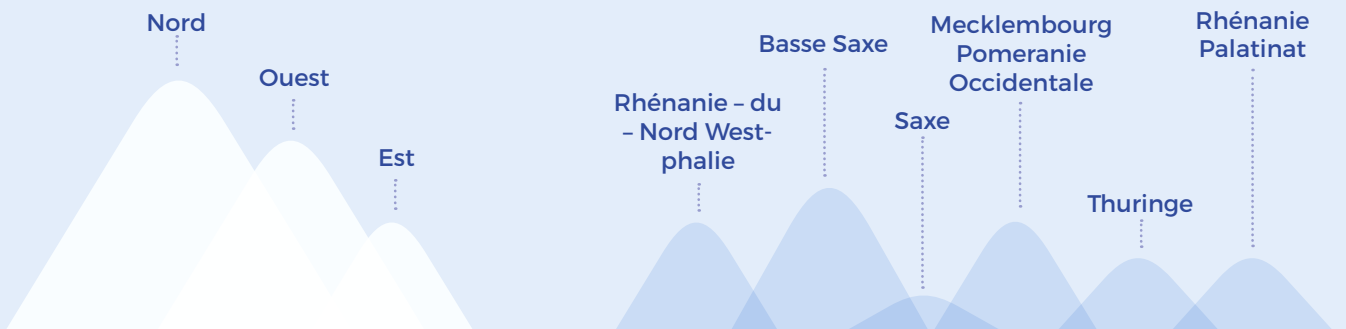 Nord
Ouest
Est
Rhénanie – du
– Nord West-
phalie
Basse Saxe
Saxe
Mecklembourg
Pomeranie
Occidentale
Thuringe
Rhénanie
Palatinat